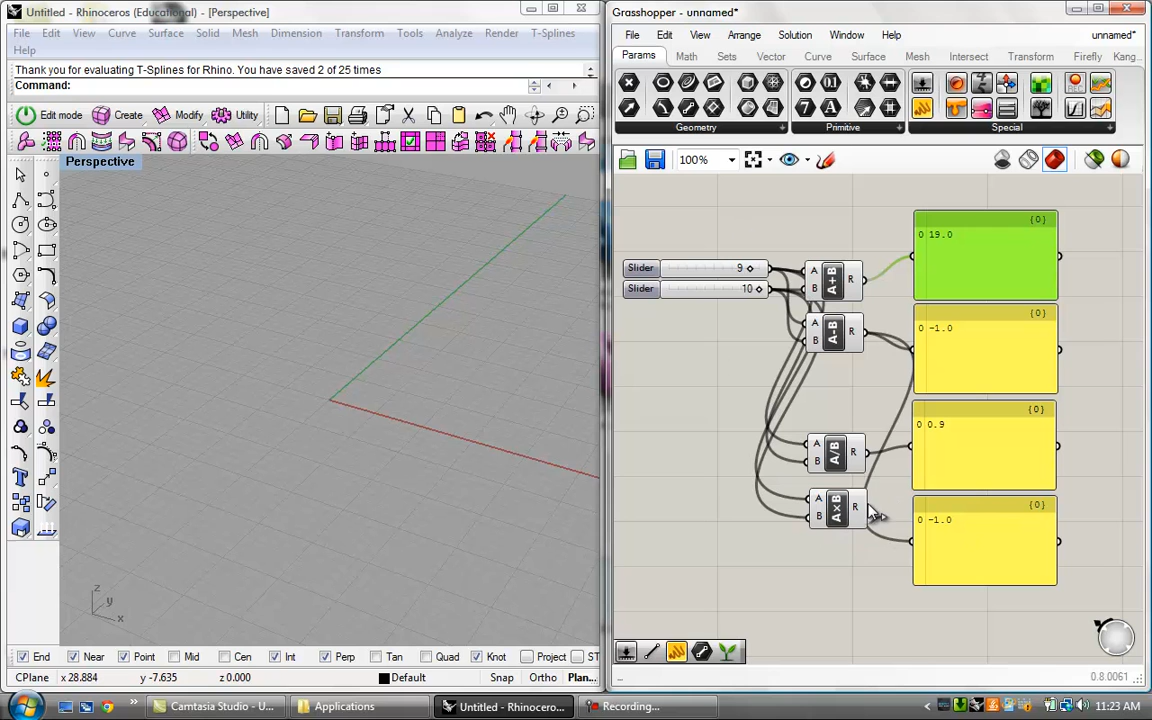 Untitled - Rhinoceros (Educational) - [Perspective]
File Edit View Curve Surface Solid Mesh Dimension Transform Tools Analyze Render T-Splines
Help
Thank you for evaluating T-Splines for Rhino. You have saved 2 of 25 times
Command:
Edit mode Create Modify Utility
Perspective
z
y
x
End Near Point Mid Cen Int Perp Tan Quad Knot Project ST
CPlane x 28.884 y -7.635 z 0.000 Default Snap Ortho Plan...
Grasshopper - unnamed*
File Edit View Arrange Solution Window Help unnamed*
Params Math Sets Vector Curve Surface Mesh Intersect Transform Firefly Kang
Geometry Primitive Special
100%
Slider 9
Slider 10
A B A+B R
A B A-B R
A B A/B R
A B A×B R
{0}
0 19.0
{0}
0 -1.0
{0}
0 0.9
{0}
0 -1.0
0.8.0061
Camtasia Studio - U... Applications Untitled - Rhinoceros... Recording... 11:23 AM